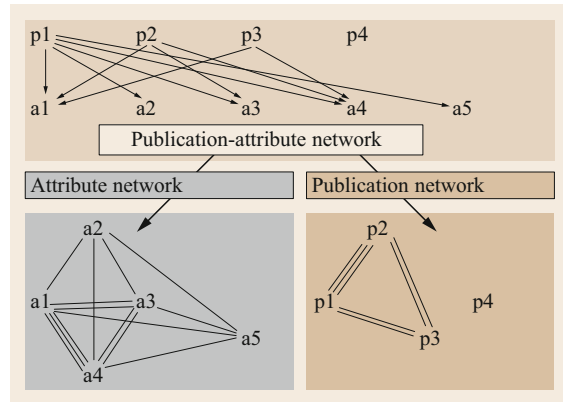 p1 p2 p3 p4
a1 a2 a3 a4 a5
Publication-attribute network
Attribute network
a2
a1 a3
a5
a4
Publication network
p2
p1 p4
p3